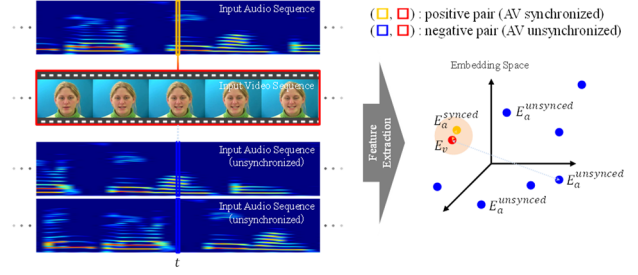 Input Audio Sequence
Input Video Sequence
Input Audio Sequence
(unsynchronized)
Input Audio Sequence
(unsynchronized)
t
Feature
Extraction
(□, □) : positive pair (AV synchronized)
(□, □) : negative pair (AV unsynchronized)
Embedding Space
E_a^{unsynced}
E_a^{synced}
E_v
E_a^{unsynced}
E_a^{unsynced}